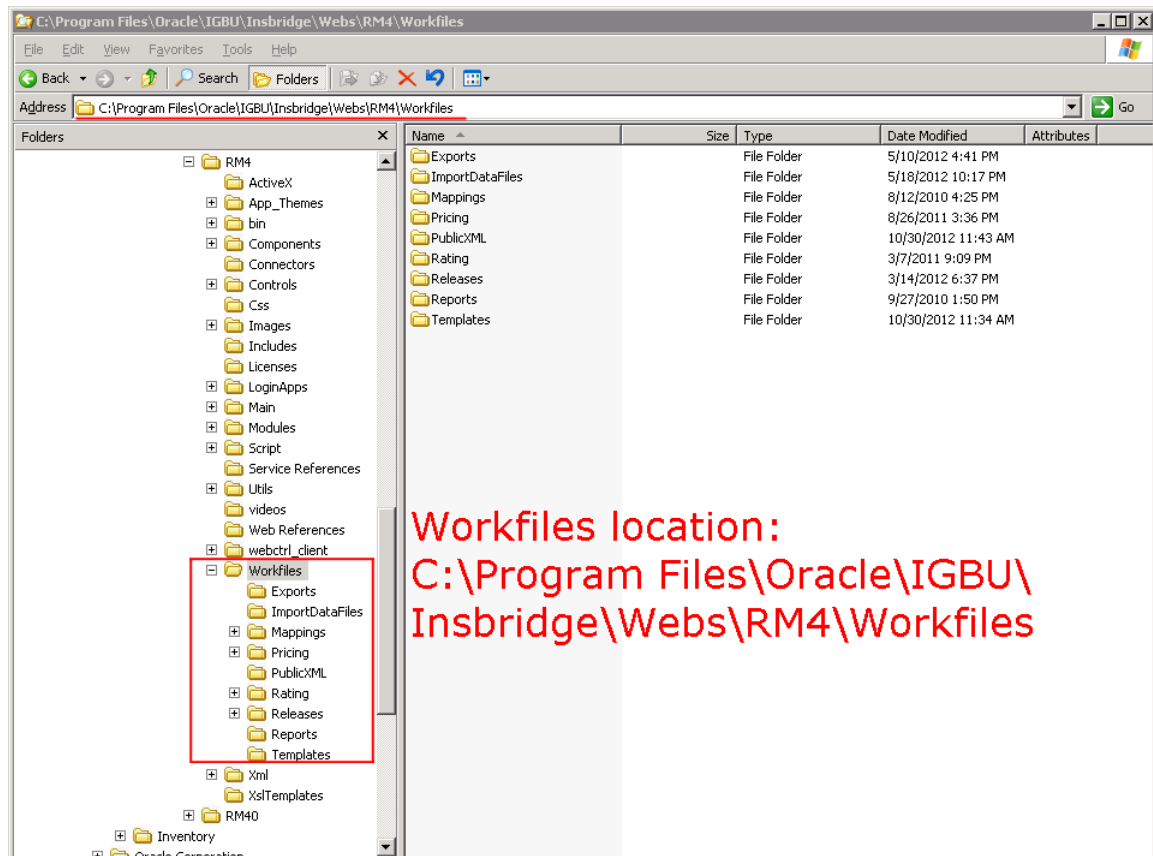 C:\Program Files\Oracle\IGBU\Insbridge\Webs\RM4\Workfiles
File Edit View Favorites Tools Help
Back Search Folders
Address C:\Program Files\Oracle\IGBU\Insbridge\Webs\RM4\Workfiles Go
Folders
RM4
ActiveX
App_Themes
bin
Components
Connectors
Controls
Css
Images
Includes
Licenses
LoginApps
Main
Modules
Script
Service References
Utils
videos
Web References
webctrl_client
Workfiles
Exports
ImportDataFiles
Mappings
Pricing
PublicXML
Rating
Releases
Reports
Templates
Xml
XslTemplates
RM40
Inventory
Oracle Corporation
Name Size Type Date Modified Attributes
Exports File Folder 5/10/2012 4:41 PM
ImportDataFiles File Folder 5/18/2012 10:17 PM
Mappings File Folder 8/12/2010 4:25 PM
Pricing File Folder 8/26/2011 3:36 PM
PublicXML File Folder 10/30/2012 11:43 AM
Rating File Folder 3/7/2011 9:09 PM
Releases File Folder 3/14/2012 6:37 PM
Reports File Folder 9/27/2010 1:50 PM
Templates File Folder 10/30/2012 11:34 AM
Workfiles location:
C:\Program Files\Oracle\IGBU\
Insbridge\Webs\RM4\Workfiles